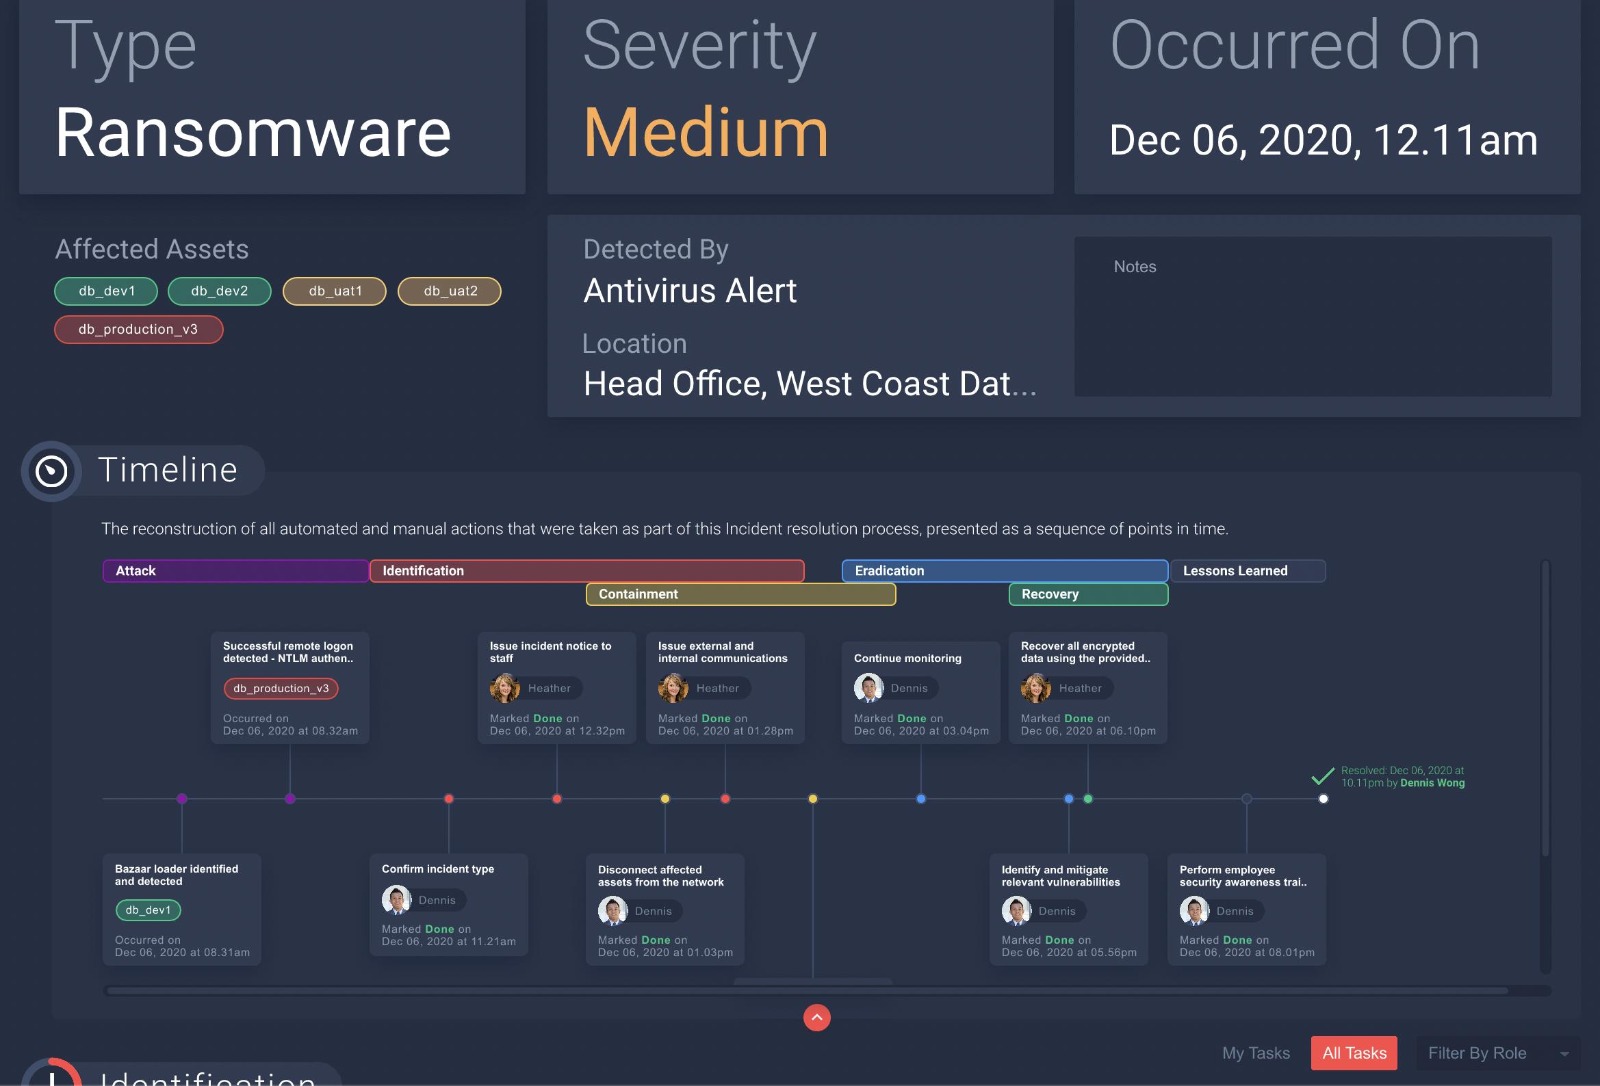 Type
Ransomware
Severity
Medium
Occurred On
Dec 06, 2020, 12.11am
Affected Assets
db_dev1
db_dev2
db_uat1
db_uat2
db_production_v3
Detected By
Antivirus Alert
Location
Head Office, West Coast Dat...
Notes
Timeline
The reconstruction of all automated and manual actions that were taken as part of this Incident resolution process, presented as a sequence of points in time.
Attack
Identification
Eradication
Lessons Learned
Containment
Recovery
Successful remote logon
detected - NTLM authen..
db_production_v3
Occurred on
Dec 06, 2020 at 08.32am
Issue incident notice to
staff
Heather
Marked Done on
Dec 06, 2020 at 12.32pm
Issue external and
internal communications
Heather
Marked Done on
Dec 06, 2020 at 01.28pm
Continue monitoring
Dennis
Marked Done on
Dec 06, 2020 at 03.04pm
Recover all encrypted
data using the provided..
Heather
Marked Done on
Dec 06, 2020 at 06.10pm
Resolved: Dec 06, 2020 at
10.11pm by Dennis Wong
Bazaar loader identified
and detected
db_dev1
Occurred on
Dec 06, 2020 at 08.31am
Confirm incident type
Dennis
Marked Done on
Dec 06, 2020 at 11.21am
Disconnect affected
assets from the network
Dennis
Marked Done on
Dec 06, 2020 at 01.03pm
Identify and mitigate
relevant vulnerabilities
Dennis
Marked Done on
Dec 06, 2020 at 05.56pm
Perform employee
security awareness trai..
Dennis
Marked Done on
Dec 06, 2020 at 08.01pm
My Tasks
All Tasks
Filter By Role
Identification